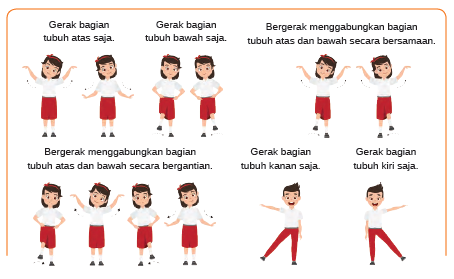 Gerak bagian
tubuh atas saja.
Gerak bagian
tubuh bawah saja.
Bergerak menggabungkan bagian
tubuh atas dan bawah secara bersamaan.
Bergerak menggabungkan bagian
tubuh atas dan bawah secara bergantian.
Gerak bagian
tubuh kanan saja.
Gerak bagian
tubuh kiri saja.